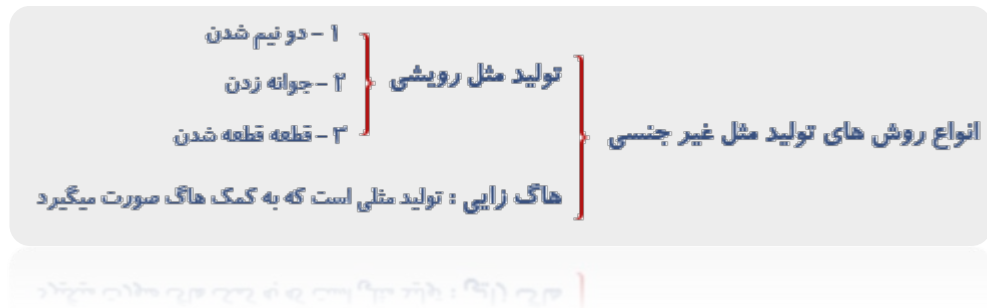 انواع روش های تولید مثل غیر جنسی
تولید مثل رویشی
۱ – دو نیم شدن
۲ – جوانه زدن
۳ – قطعه قطعه شدن
هاگ زایی : تولید مثلی است که به کمک هاگ صورت میگیرد